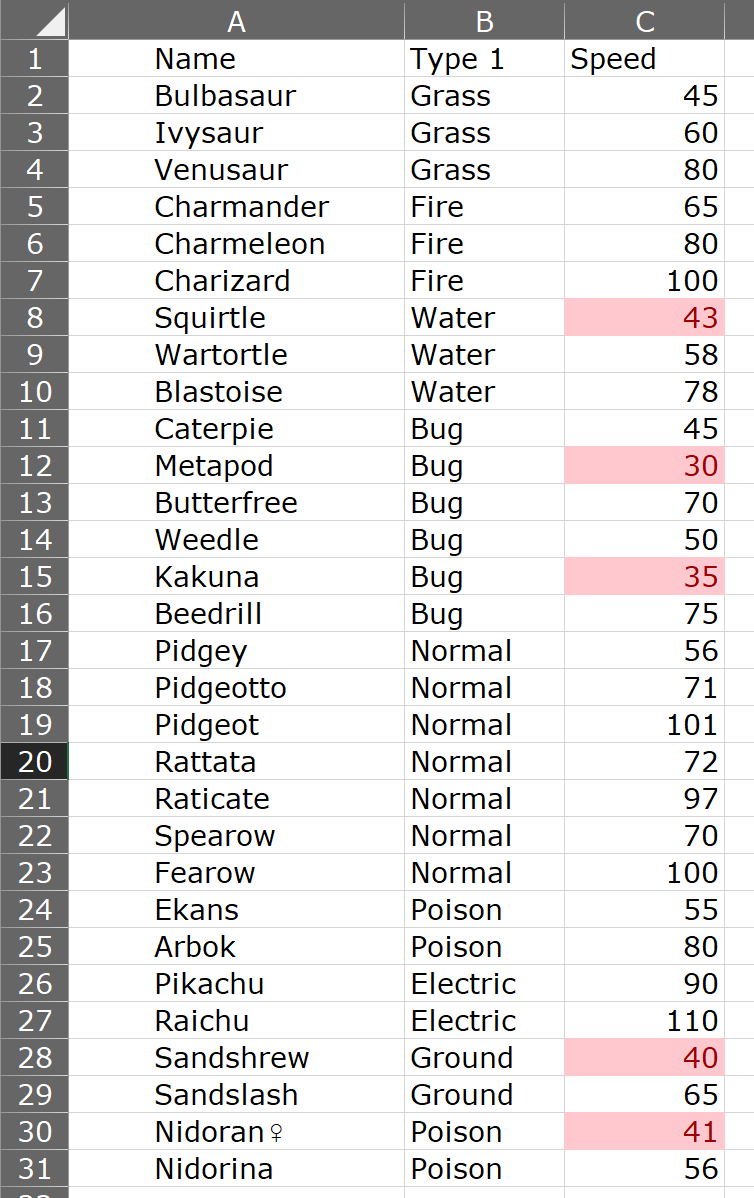 A B C
1 Name Type 1 Speed
2 Bulbasaur Grass 45
3 Ivysaur Grass 60
4 Venusaur Grass 80
5 Charmander Fire 65
6 Charmeleon Fire 80
7 Charizard Fire 100
8 Squirtle Water 43
9 Wartortle Water 58
10 Blastoise Water 78
11 Caterpie Bug 45
12 Metapod Bug 30
13 Butterfree Bug 70
14 Weedle Bug 50
15 Kakuna Bug 35
16 Beedrill Bug 75
17 Pidgey Normal 56
18 Pidgeotto Normal 71
19 Pidgeot Normal 101
20 Rattata Normal 72
21 Raticate Normal 97
22 Spearow Normal 70
23 Fearow Normal 100
24 Ekans Poison 55
25 Arbok Poison 80
26 Pikachu Electric 90
27 Raichu Electric 110
28 Sandshrew Ground 40
29 Sandslash Ground 65
30 Nidoran♀ Poison 41
31 Nidorina Poison 56